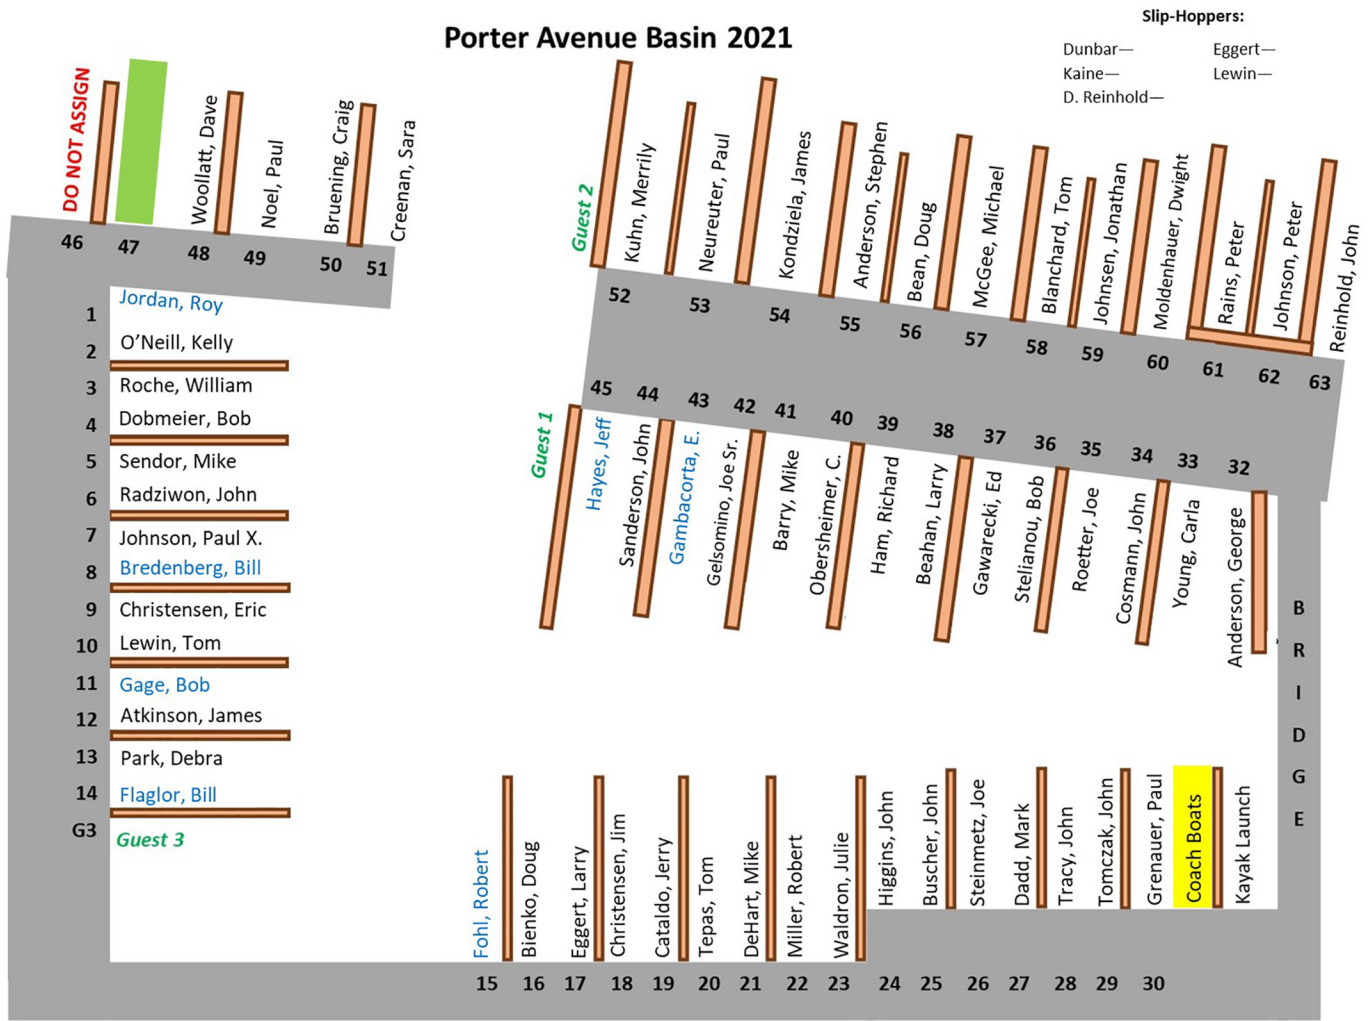 Porter Avenue Basin 2021
Slip-Hoppers:
Dunbar—
Eggert—
Kaine—
Lewin—
D. Reinhold—
DO NOT ASSIGN
Woollatt, Dave
Noel, Paul
Bruening, Craig
Creenan, Sara
46
47
48
49
50
51
Guest 2
Kuhn, Merrily
Neureuter, Paul
Kondziela, James
Anderson, Stephen
Bean, Doug
McGee, Michael
Blanchard, Tom
Johnsen, Jonathan
Moldenhauer, Dwight
Rains, Peter
Johnson, Peter
Reinhold, John
52
53
54
55
56
57
58
59
60
61
62
63
1
Jordan, Roy
2
O’Neill, Kelly
3
Roche, William
4
Dobmeier, Bob
5
Sendor, Mike
6
Radziwon, John
7
Johnson, Paul X.
8
Bredenberg, Bill
9
Christensen, Eric
10
Lewin, Tom
11
Gage, Bob
12
Atkinson, James
13
Park, Debra
14
Flaglor, Bill
G3
Guest 3
45
44
43
42
41
40
39
38
37
36
35
34
33
32
Guest 1
Hayes, Jeff
Sanderson, John
Gambacorta, E.
Gelsomino, Joe Sr.
Barry, Mike
Obersheimer, C.
Ham, Richard
Beahan, Larry
Gawarecki, Ed
Stelianou, Bob
Roetter, Joe
Cosmann, John
Young, Carla
Anderson, George
B
R
I
D
G
E
Fohl, Robert
Bienko, Doug
Eggert, Larry
Christensen, Jim
Cataldo, Jerry
Tepas, Tom
DeHart, Mike
Miller, Robert
Waldron, Julie
Higgins, John
Buscher, John
Steinmetz, Joe
Dadd, Mark
Tracy, John
Tomczak, John
Grenauer, Paul
Coach Boats
Kayak Launch
15
16
17
18
19
20
21
22
23
24
25
26
27
28
29
30